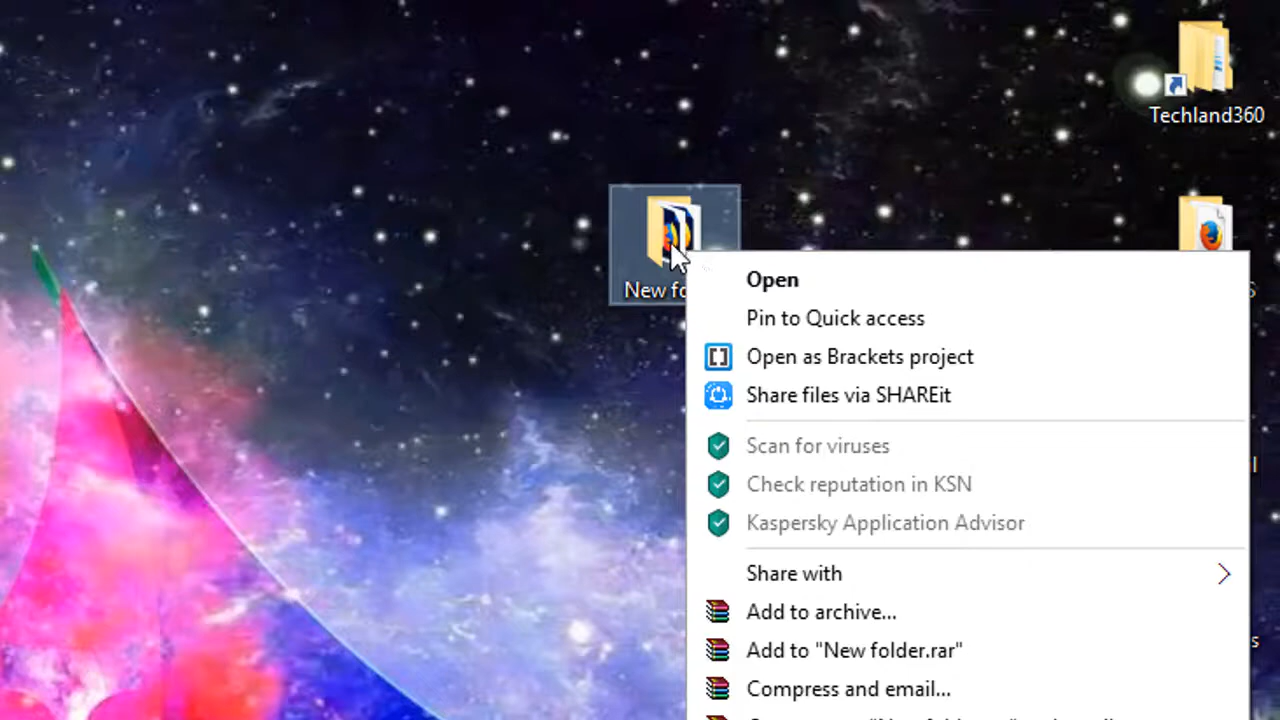 Techland360
New fo
Open
Pin to Quick access
Open as Brackets project
Share files via SHAREit
Scan for viruses
Check reputation in KSN
Kaspersky Application Advisor
Share with
Add to archive...
Add to "New folder.rar"
Compress and email...